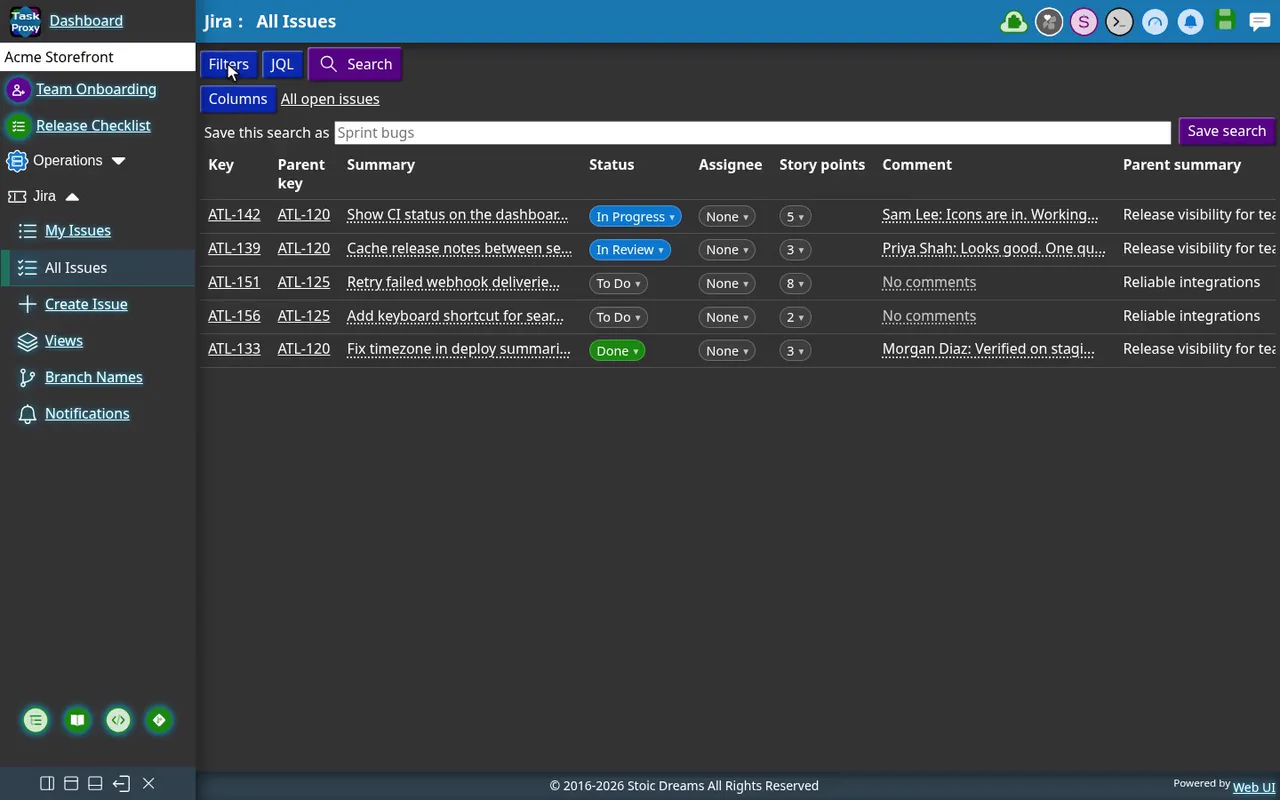 Task Proxy
Dashboard
Jira : All Issues
S
Acme Storefront
Team Onboarding
Release Checklist
Operations
Jira
My Issues
All Issues
Create Issue
Views
Branch Names
Notifications
Filters JQL Search
Columns All open issues
Save this search as Sprint bugs Save search
Key Parent key Summary Status Assignee Story points Comment Parent summary
ATL-142 ATL-120 Show CI status on the dashboar... In Progress None 5 Sam Lee: Icons are in. Working... Release visibility for tea
ATL-139 ATL-120 Cache release notes between se... In Review None 3 Priya Shah: Looks good. One qu... Release visibility for tea
ATL-151 ATL-125 Retry failed webhook deliverie... To Do None 8 No comments Reliable integrations
ATL-156 ATL-125 Add keyboard shortcut for sear... To Do None 2 No comments Reliable integrations
ATL-133 ATL-120 Fix timezone in deploy summari... Done None 3 Morgan Diaz: Verified on stagi... Release visibility for tea
© 2016-2026 Stoic Dreams All Rights Reserved
Powered by Web UI